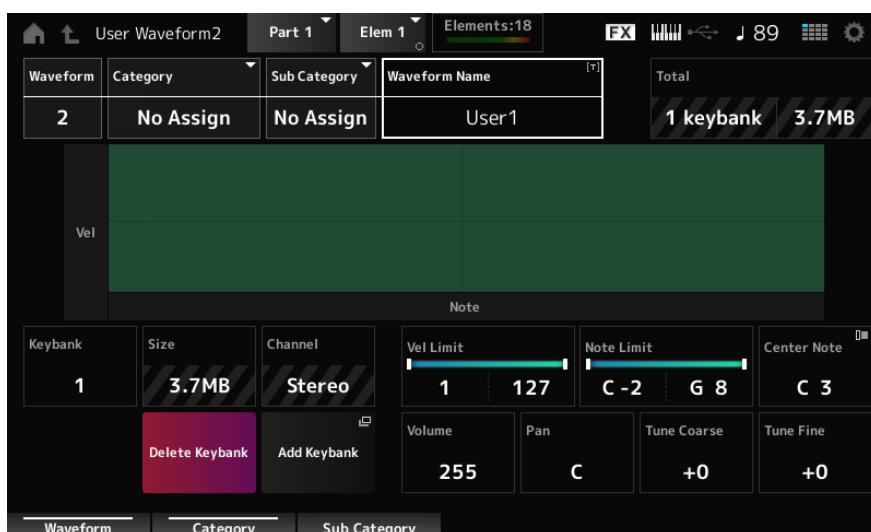 User Waveform2 Part 1 Elem 1 Elements:18 FX ♩ 89
Waveform Category Sub Category Waveform Name [T] Total
2 No Assign No Assign User1 1 keybank 3.7MB
Vel
Note
Keybank Size Channel Vel Limit Note Limit Center Note
1 3.7MB Stereo 1 127 C -2 G 8 C 3
Delete Keybank Add Keybank Volume Pan Tune Coarse Tune Fine
255 C +0 +0
Waveform Category Sub Category